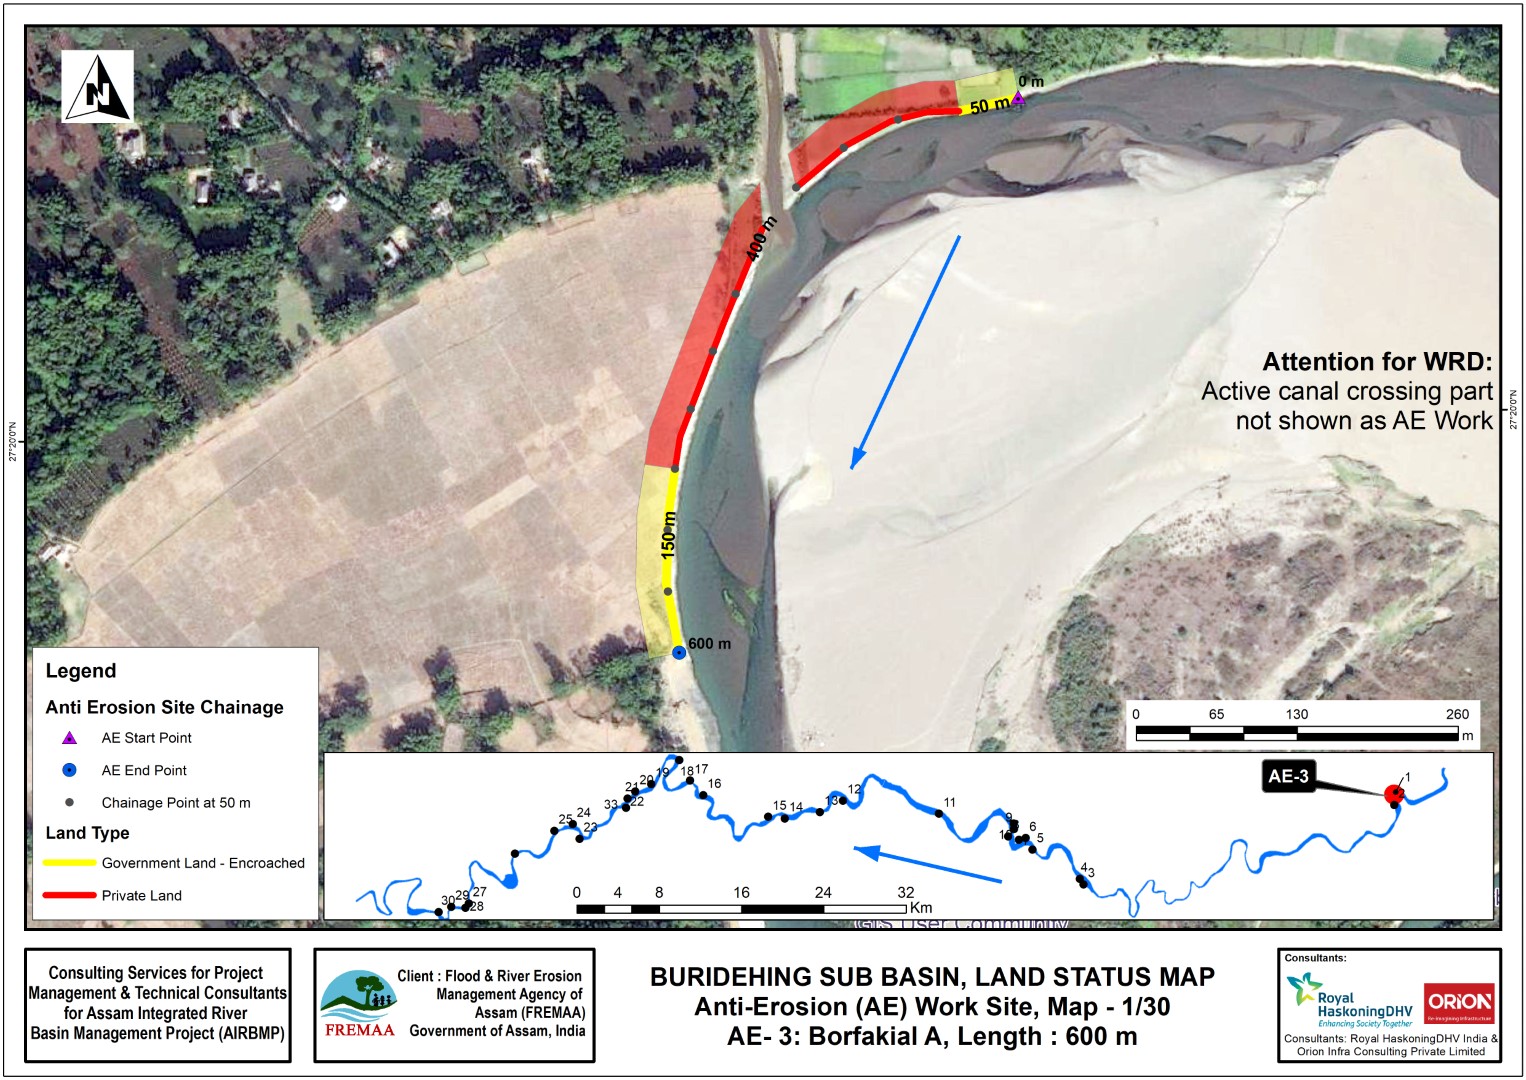 N
0 m
50 m
400 m
150 m
600 m
27°20'0"N
27°20'0"N
Attention for WRD:
Active canal crossing part
not shown as AE Work
Legend
Anti Erosion Site Chainage
AE Start Point
AE End Point
Chainage Point at 50 m
Land Type
Government Land - Encroached
Private Land
0 65 130 260
m
AE-3
1
19 18 17
21 20 16
33 22
25 24
23
15 14 13 12
11
9
6
5
4 3
30 29 27
28
0 4 8 16 24 32
Km
GIS User Community
Consulting Services for Project
Management & Technical Consultants
for Assam Integrated River
Basin Management Project (AIRBMP)
FREMAA
Client : Flood & River Erosion
Management Agency of
Assam (FREMAA)
Government of Assam, India
BURIDEHING SUB BASIN, LAND STATUS MAP
Anti-Erosion (AE) Work Site, Map - 1/30
AE- 3: Borfakial A, Length : 600 m
Consultants:
Royal
HaskoningDHV
Enhancing Society Together
ORION
Re-imagining infrastructure
Consultants: Royal HaskoningDHV India &
Orion Infra Consulting Private Limited